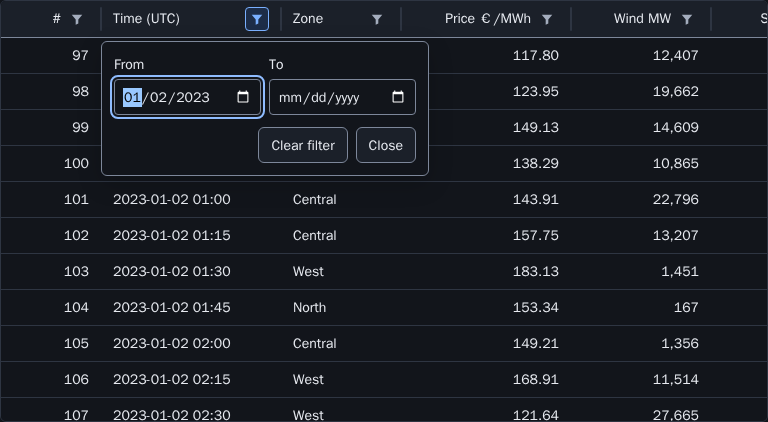 # Time (UTC) Zone Price €/MWh Wind MW S
97 117.80 12,407
From To
98 123.95 19,662
01/02/2023 mm/dd/yyyy
99 149.13 14,609
Clear filter Close
100 138.29 10,865
101 2023-01-02 01:00 Central 143.91 22,796
102 2023-01-02 01:15 Central 157.75 13,207
103 2023-01-02 01:30 West 183.13 1,451
104 2023-01-02 01:45 North 153.34 167
105 2023-01-02 02:00 Central 149.21 1,356
106 2023-01-02 02:15 West 168.91 11,514
107 2023-01-02 02:30 West 121.64 27,665